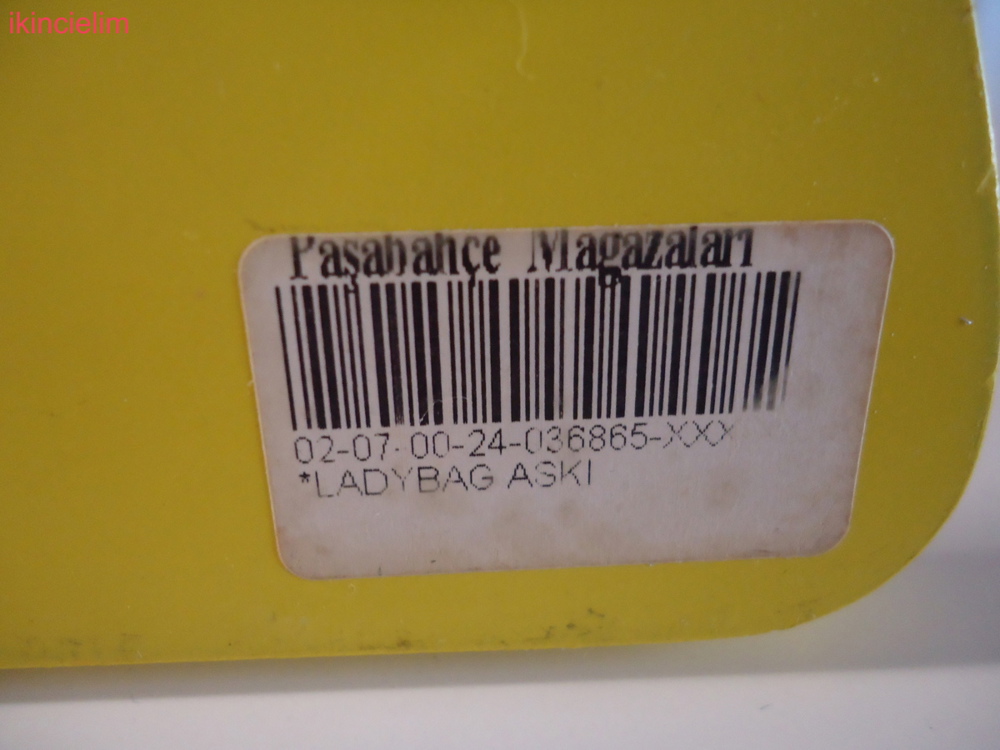 ikincielim
Paşabahçe Mağazaları
02-07-00-24-036865-XXX
*LADYBAG ASKI